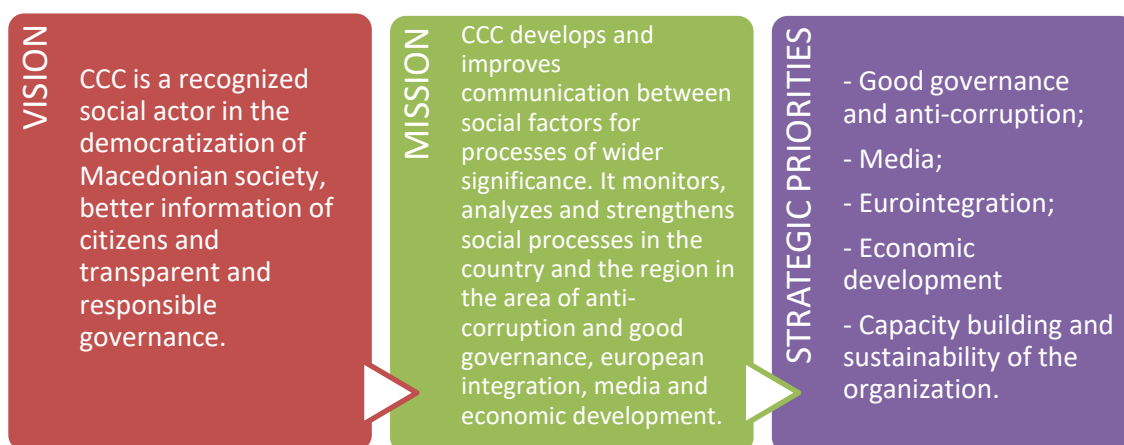 VISION
CCC is a recognized
social actor in the
democratization of
Macedonian society,
better information of
citizens and
transparent and
responsible
governance.
MISSION
CCC develops and
improves
communication between
social factors for
processes of wider
significance. It monitors,
analyzes and strengthens
social processes in the
country and the region in
the area of anti-
corruption and good
governance, european
integration, media and
economic development.
STRATEGIC PRIORITIES
- Good governance
and anti-corruption;
- Media;
- Eurointegration;
- Economic
development
- Capacity building and
sustainability of the
organization.